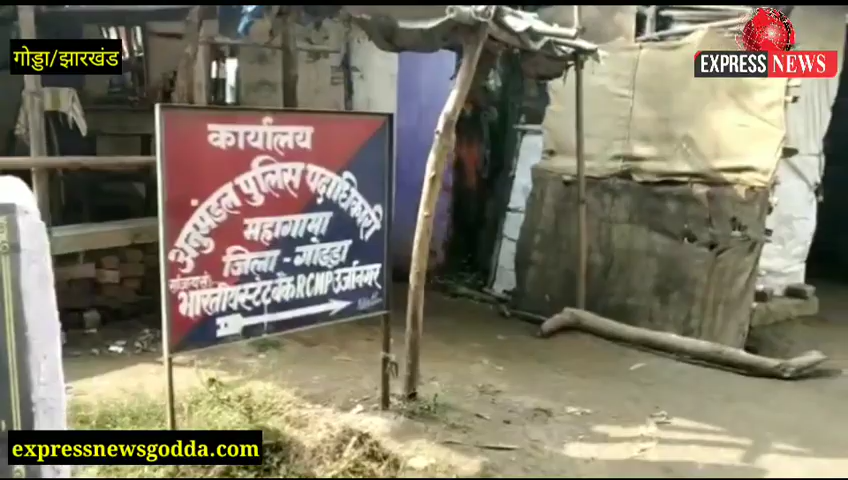 गोड्डा/झारखंड
EXPRESS NEWS
कार्यालय
अनुमंडल पुलिस पदाधिकारी
महागामा
जिला - गोड्डा
भारतीय स्टेट बैंक RCMP उर्जानगर
expressnewsgodda.com